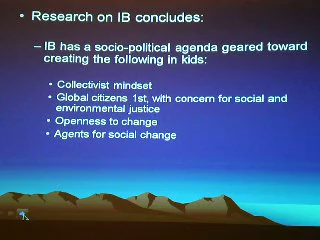 • Research on IB concludes:
– IB has a socio-political agenda geared toward
creating the following in kids:
• Collectivist mindset
• Global citizens 1st, with concern for social and
environmental justice
• Openness to change
• Agents for social change